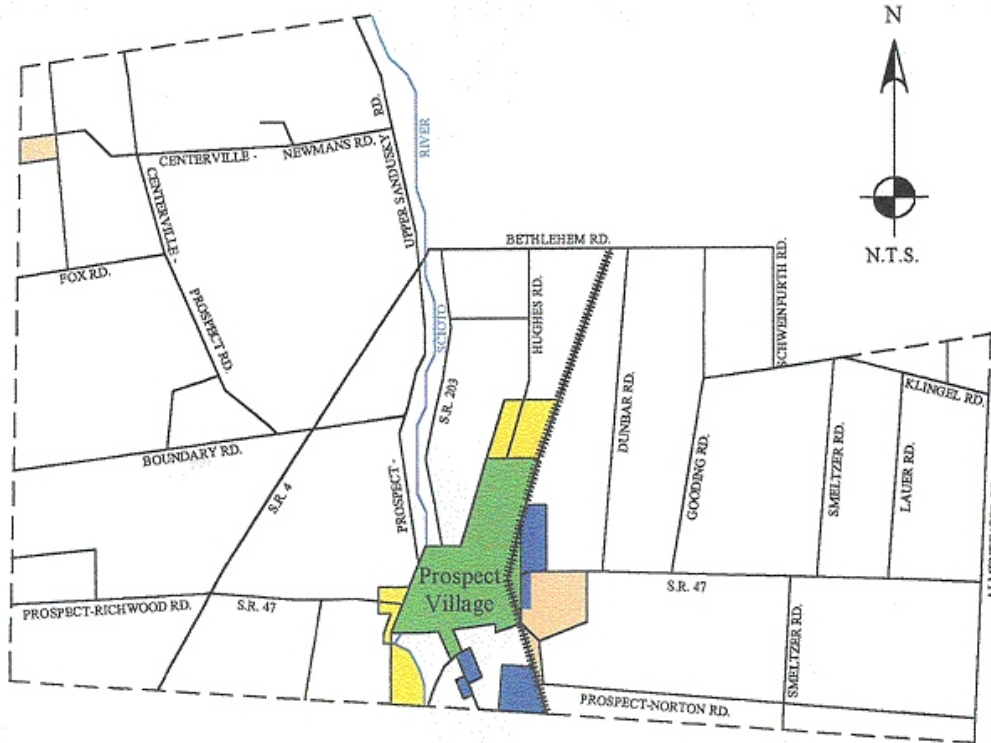 N
N.T.S.
RD.
RIVER
CENTERVILLE -
NEWMANS RD.
UPPER SANDUSKY
CENTERVILLE -
BETHLEHEM RD.
SCHWEINFURTH RD.
FOX RD.
PROSPECT RD.
SCIOTO
HUGHES RD.
S.R. 203
DUNBAR RD.
KLINGEL RD.
GOODING RD.
SMELTZER RD.
LAUER RD.
BOUNDARY RD.
S.R. 4
PROSPECT -
Prospect
Village
S.R. 47
PROSPECT-RICHWOOD RD.
S.R. 47
SMELTZER RD.
PROSPECT-NORTON RD.